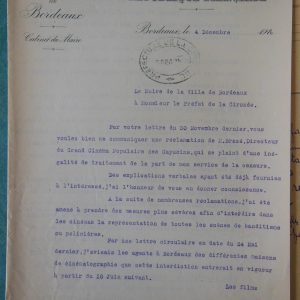 Bordeaux
Cabinet du Maire
Bordeaux, le 4 Décembre 191
Le Maire de la Ville de Bordeaux
à Monsieur le Préfet de la Gironde.
Par votre lettre du 30 Novembre dernier, vous
voulez bien me communiquer une réclamation de M. , Directeur
du Grand Cinéma Populaire des Capucins, qui se plaint d'une iné-
galité de traitement de la part de mon service de la censure.
Des explications verbales ayant été déjà fournies
à l'intéressé, j'ai l'honneur de vous en donner connaissance.
A la suite de nombreuses réclamations, j'ai été
amené à prendre des mesures plus sévères afin d'interdire dans
les cinémas la représentation de toutes les scènes de banditisme
ou policières.
Par une lettre circulaire en date du 24 Mai
dernier, j'avisais les agents à Bordeaux des différentes maisons
de cinématographie que cette interdiction entrerait en vigueur
à partir du 16 Juin suivant.
Les films